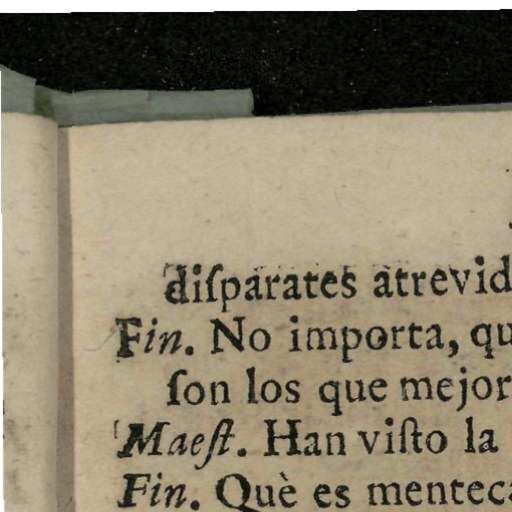 diſparates atrevid
Fin. No importa, qu
ſon los que mejor
Maeſt. Han viſto la
Fin. Què es menteca